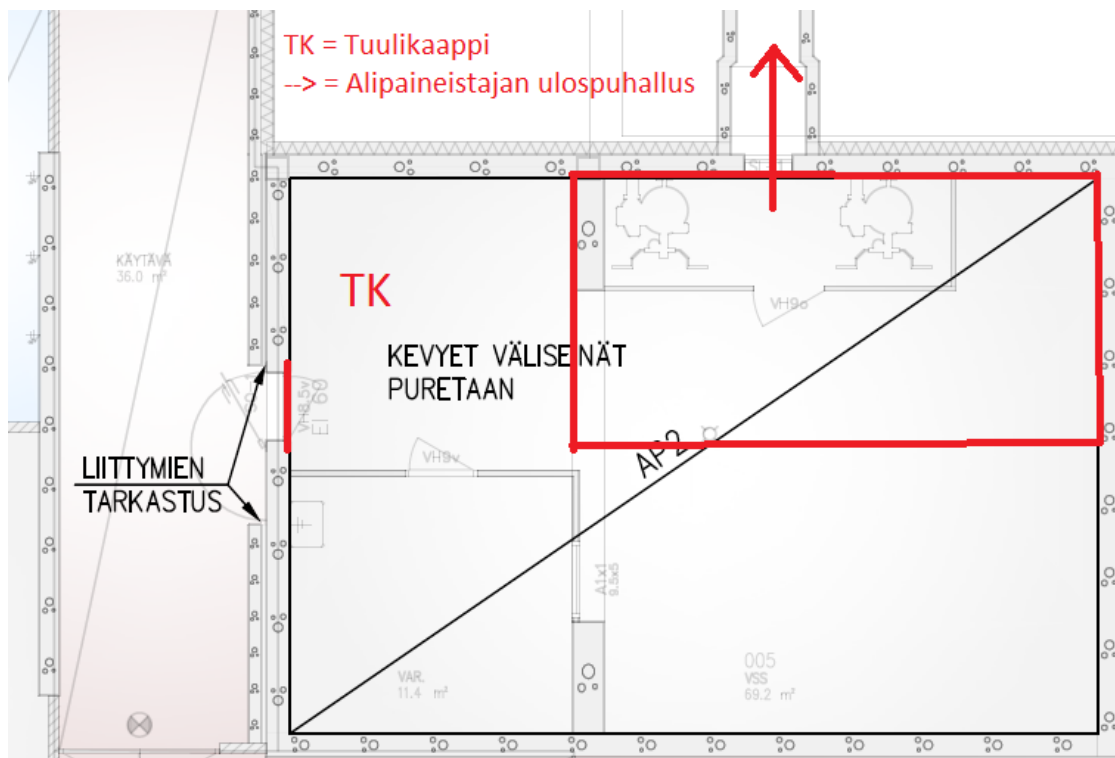 TK = Tuulikaappi
--> = Alipaineistajan ulospuhallus
KÄYTÄVÄ
36.0 m²
TK
KEVYET VÄLISEINÄT
PURETAAN
VH9o
VH8.5v
EI 60
VH9v
AP2
LIITTYMIEN
TARKASTUS
A1x1
9.5x5
VAR.
11.4 m²
005
VSS
69.2 m²